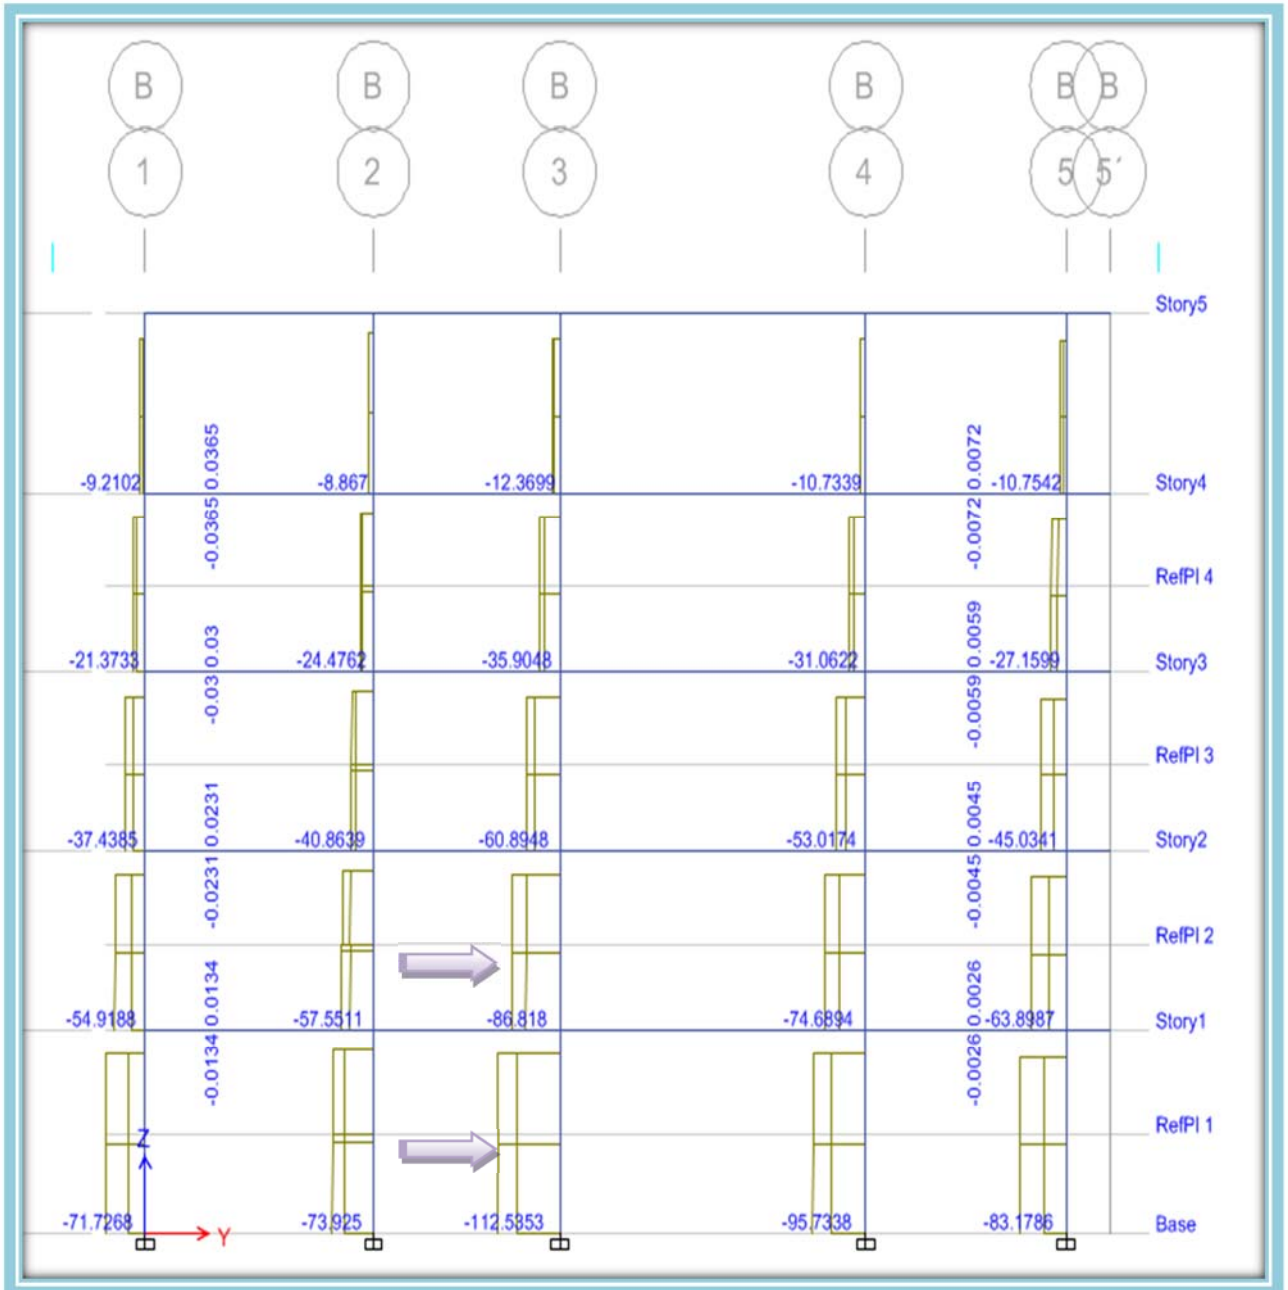 B B B B B B
1 2 3 4 5 5´
Story5
0.0365 0.0072
-9.2102 -8.867 -12.3699 -10.7339 -10.7542 Story4
-0.0365 -0.0072
RefPl 4
0.03 0.0059
-21.3733 -24.4762 -35.9048 -31.0622 -27.1599 Story3
-0.03 -0.0059
RefPl 3
0.0231 0.0045
-37.4385 -40.8639 -60.8948 -53.0174 -45.0341 Story2
-0.0231 -0.0045
RefPl 2
0.0134 0.0026
-54.9188 -57.5511 -86.818 -74.6894 -63.8987 Story1
-0.0134 -0.0026
RefPl 1
Z
-71.7268 -73.925 -112.5353 -95.7338 -83.1786 Base
Y